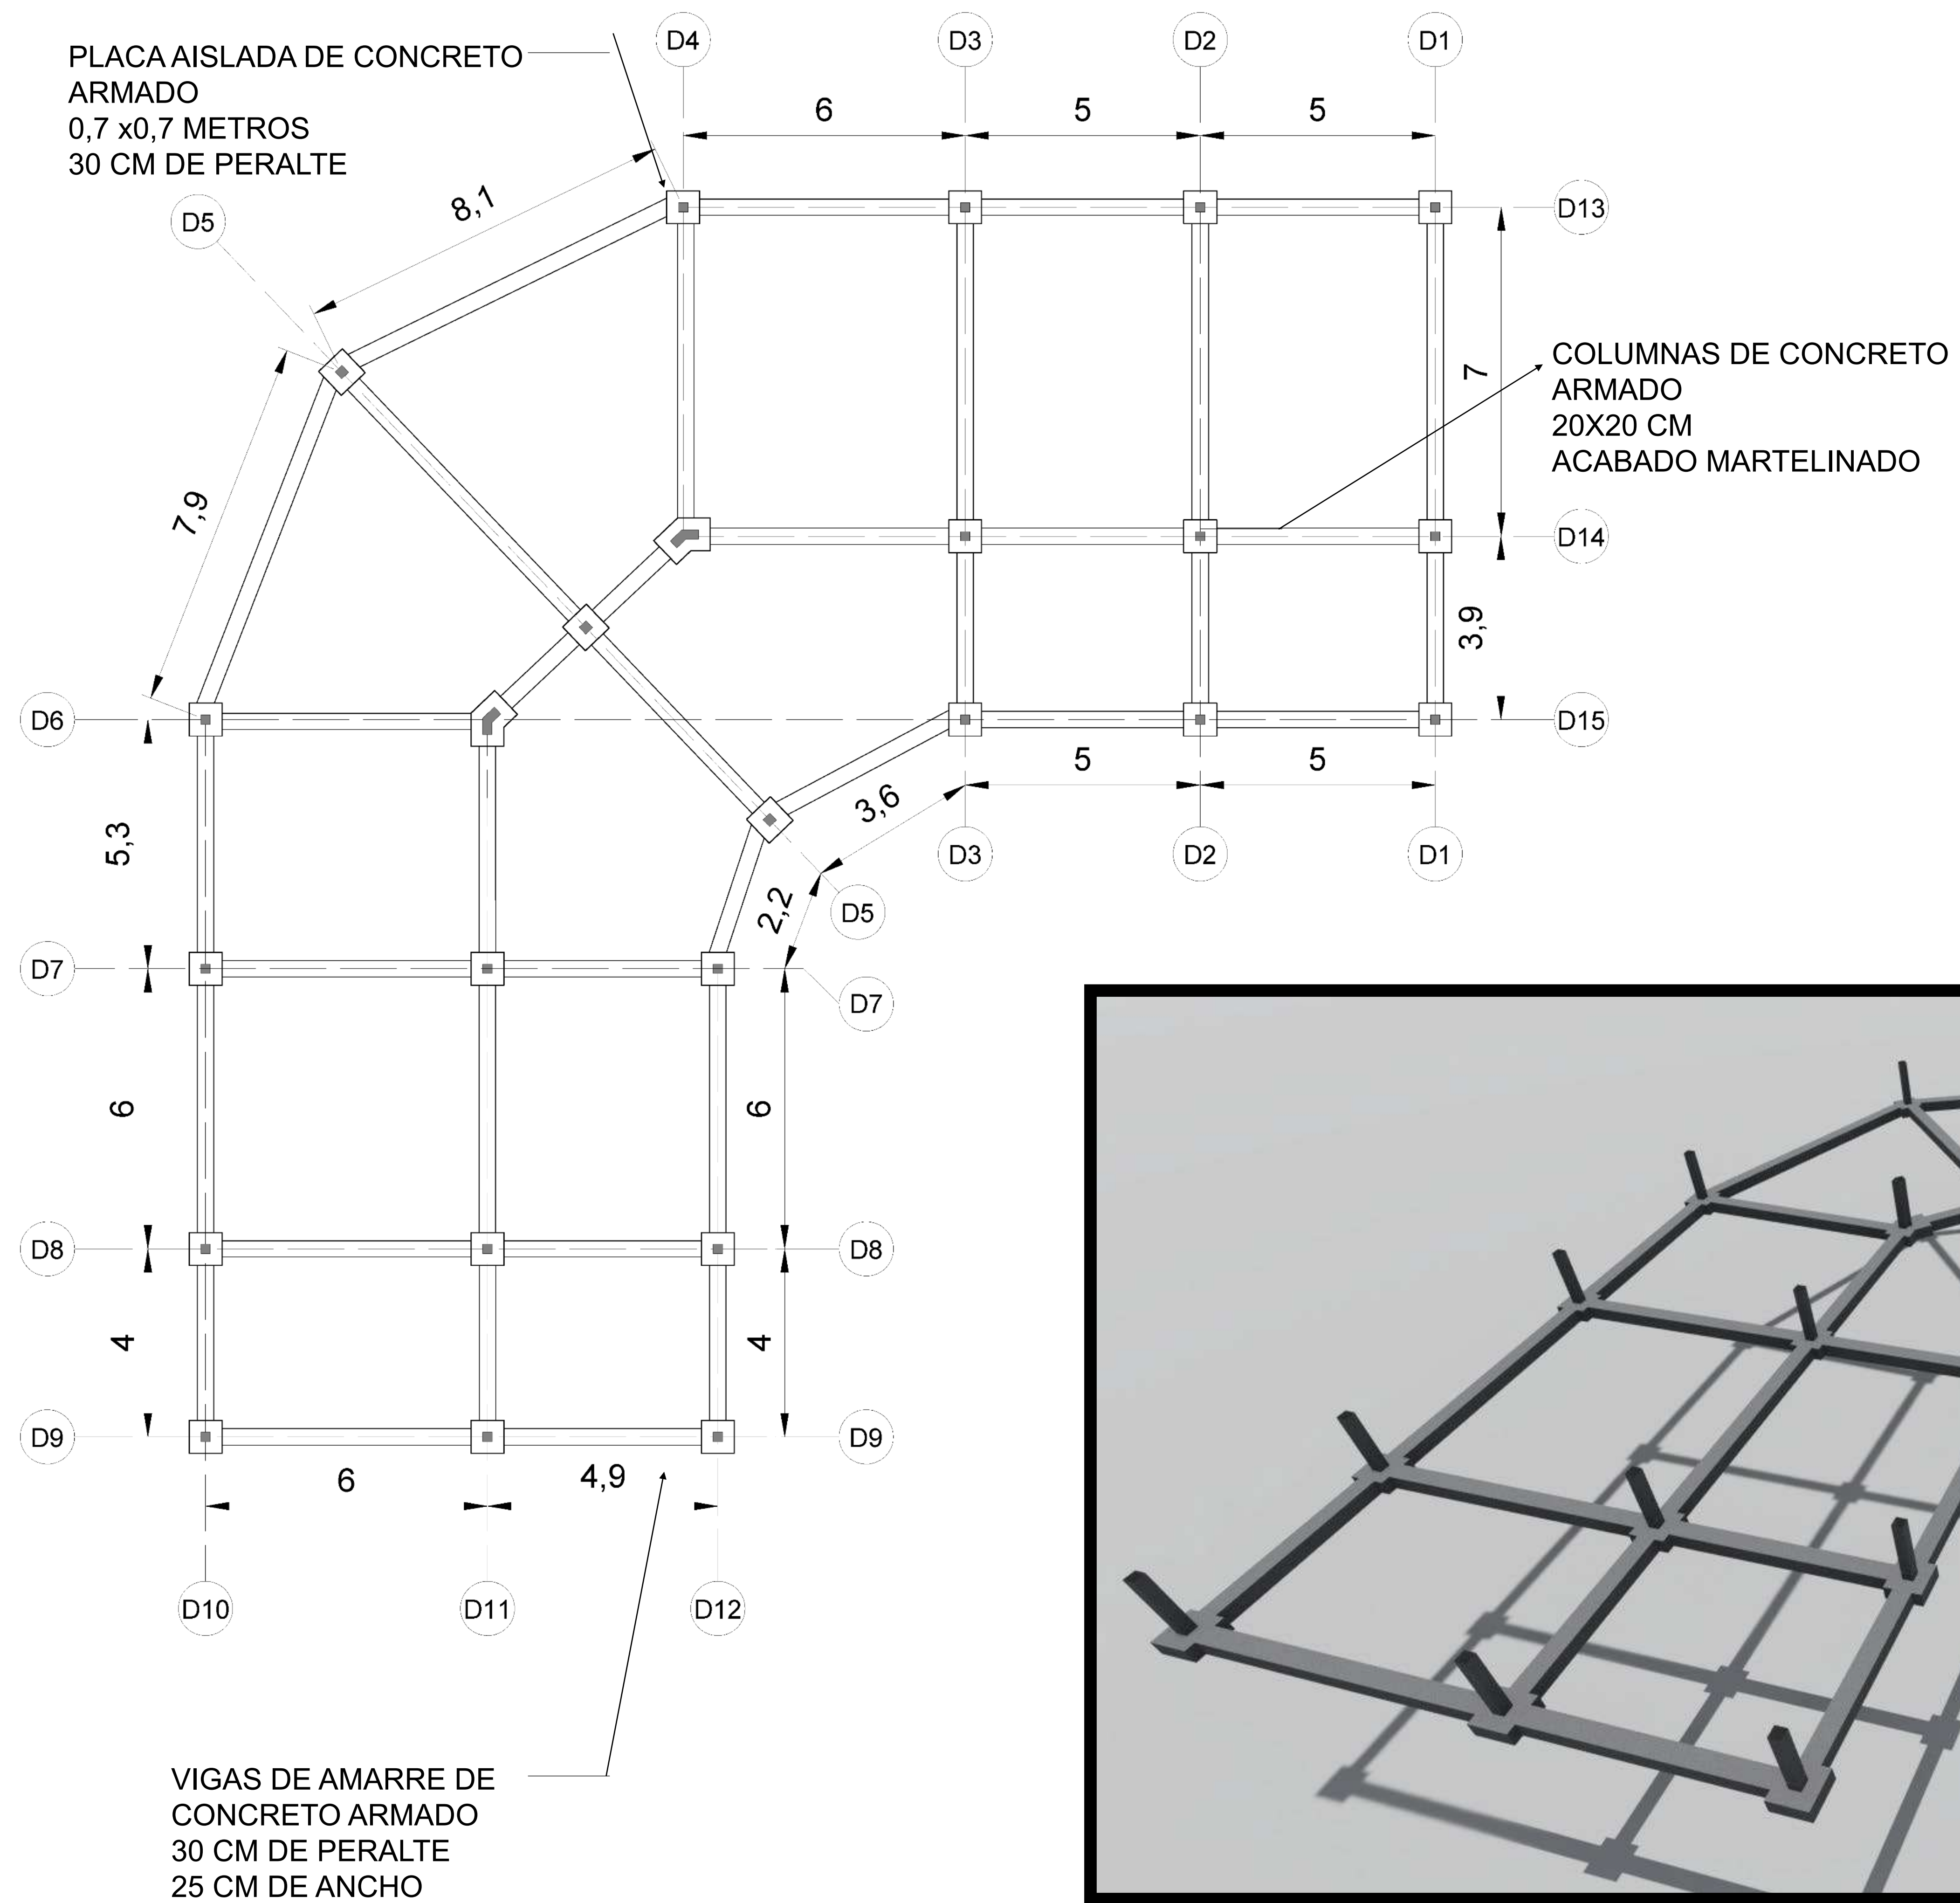 PLACA AISLADA DE CONCRETO
ARMADO
0,7 x0,7 METROS
30 CM DE PERALTE
D4
D3
D2
D1
6
5
5
8,1
D5
D13
7
COLUMNAS DE CONCRETO
ARMADO
20X20 CM
ACABADO MARTELINADO
7,9
D14
3,9
D6
D15
5
5
3,6
5,3
D3
D2
D1
2,2
D5
D7
D7
6
6
D8
D8
4
4
D9
D9
6
4,9
D10
D11
D12
VIGAS DE AMARRE DE
CONCRETO ARMADO
30 CM DE PERALTE
25 CM DE ANCHO